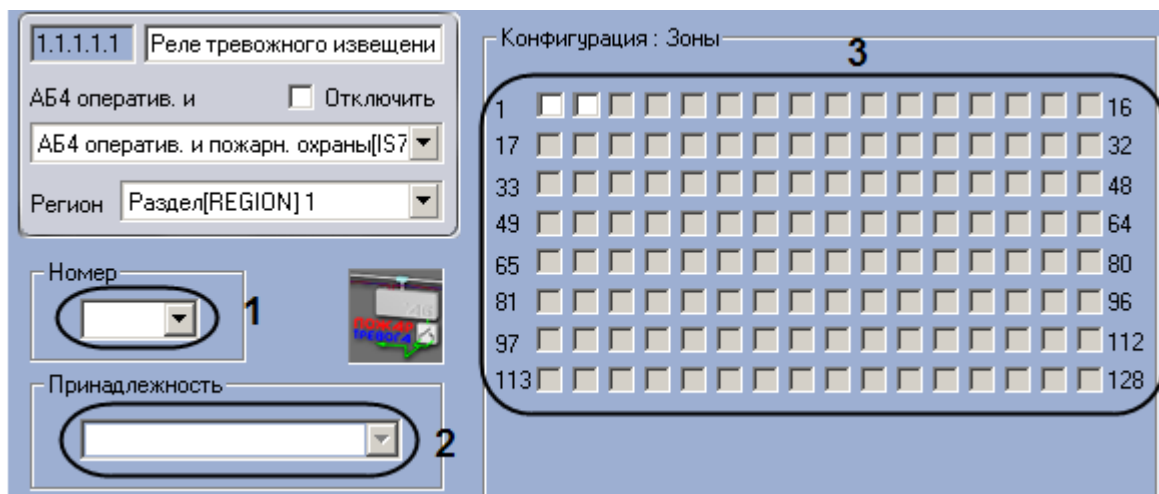 1.1.1.1.1 Реле тревожного извещени
АБ4 оператив. и Отключить
АБ4 оператив. и пожарн. охраны[IS7
Регион Раздел[REGION] 1
Номер
1
Принадлежность
2
Конфигурация : Зоны
3
1 16
17 32
33 48
49 64
65 80
81 96
97 112
113 128
ПОЖАР
ТРЕВОГА